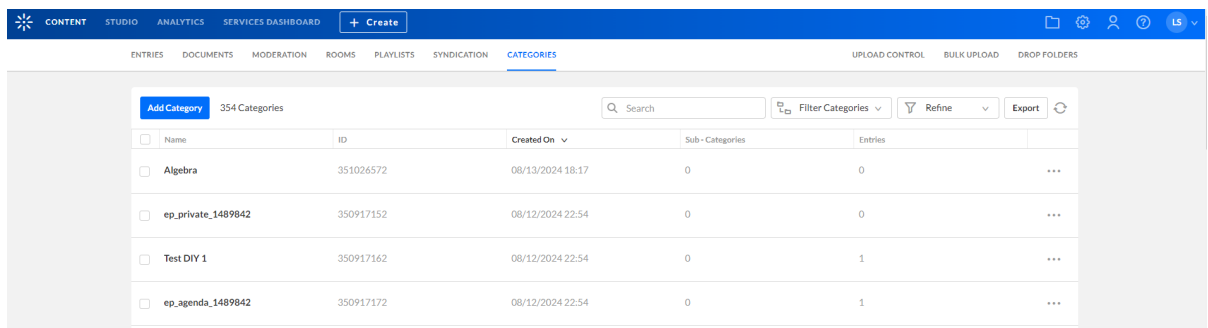 CONTENT STUDIO ANALYTICS SERVICES DASHBOARD + Create LS
ENTRIES DOCUMENTS MODERATION ROOMS PLAYLISTS SYNDICATION CATEGORIES UPLOAD CONTROL BULK UPLOAD DROP FOLDERS
Add Category 354 Categories Search Filter Categories Refine Export
Name ID Created On Sub - Categories Entries
Algebra 351026572 08/13/2024 18:17 0 0
ep_private_1489842 350917152 08/12/2024 22:54 0 0
Test DIY 1 350917162 08/12/2024 22:54 0 1
ep_agenda_1489842 350917172 08/12/2024 22:54 0 1